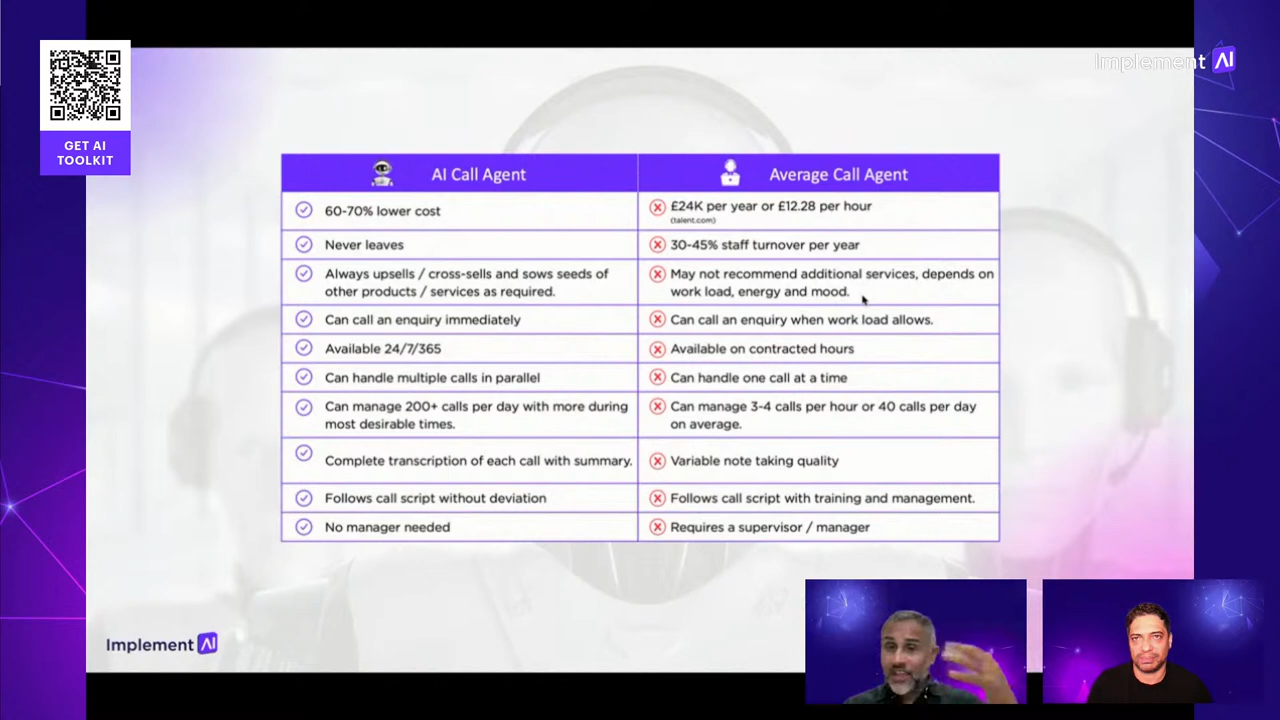 Implement AI
GET AI
TOOLKIT
AI Call Agent
Average Call Agent
60-70% lower cost
£24K per year or £12.28 per hour
(talent.com)
Never leaves
30-45% staff turnover per year
Always upsells / cross-sells and sows seeds of
other products / services as required.
May not recommend additional services, depends on
work load, energy and mood.
Can call an enquiry immediately
Can call an enquiry when work load allows.
Available 24/7/365
Available on contracted hours
Can handle multiple calls in parallel
Can handle one call at a time
Can manage 200+ calls per day with more during
most desirable times.
Can manage 3-4 calls per hour or 40 calls per day
on average.
Complete transcription of each call with summary.
Variable note taking quality
Follows call script without deviation
Follows call script with training and management.
No manager needed
Requires a supervisor / manager
Implement AI